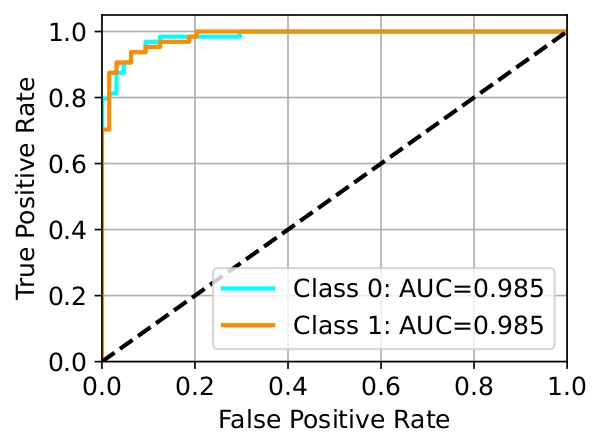 1.0
0.8
0.6
0.4
0.2
0.0
True Positive Rate
Class 0: AUC=0.985
Class 1: AUC=0.985
0.0 0.2 0.4 0.6 0.8 1.0
False Positive Rate